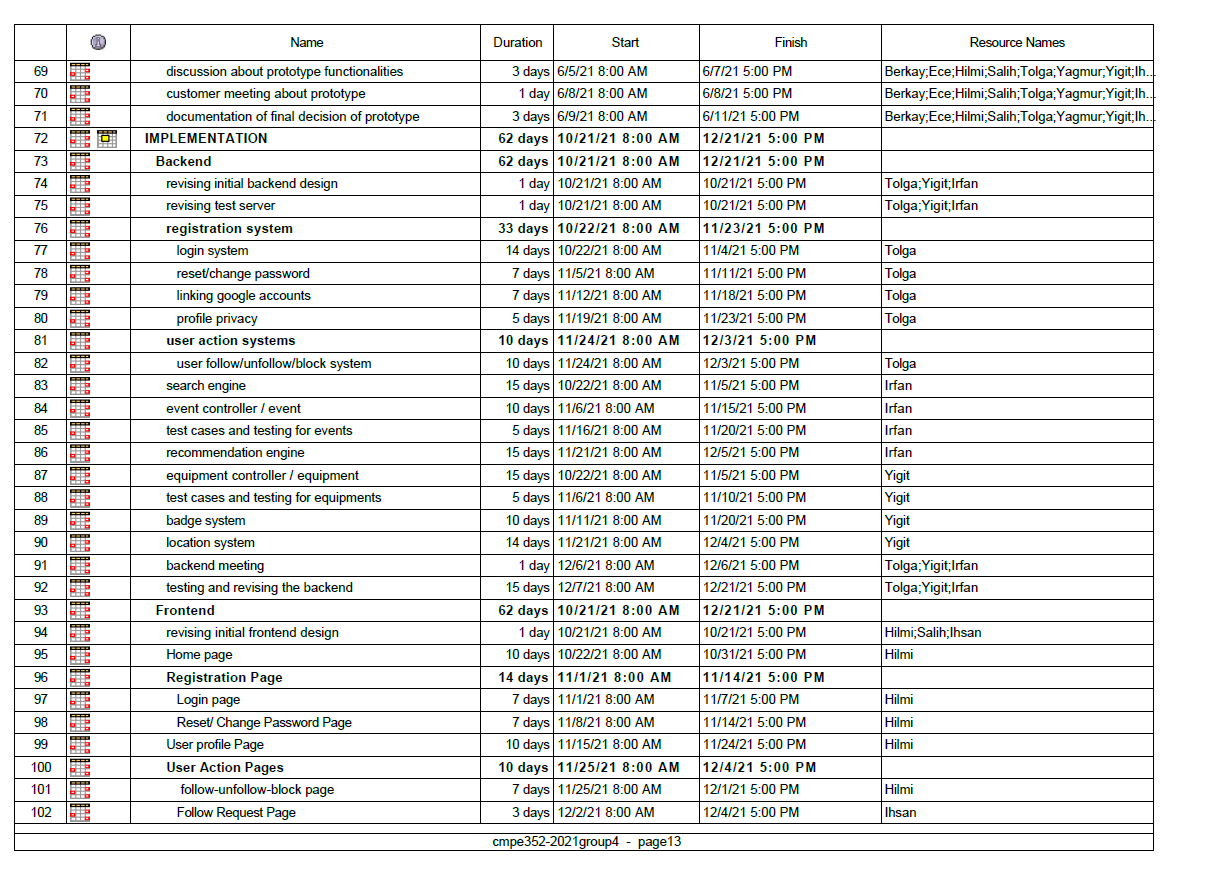 Name Duration Start Finish Resource Names
69 discussion about prototype functionalities 3 days 6/5/21 8:00 AM 6/7/21 5:00 PM Berkay;Ece;Hilmi;Salih;Tolga;Yagmur;Yigit;Ih...
70 customer meeting about prototype 1 day 6/8/21 8:00 AM 6/8/21 5:00 PM Berkay;Ece;Hilmi;Salih;Tolga;Yagmur;Yigit;Ih...
71 documentation of final decision of prototype 3 days 6/9/21 8:00 AM 6/11/21 5:00 PM Berkay;Ece;Hilmi;Salih;Tolga;Yagmur;Yigit;Ih...
72 IMPLEMENTATION 62 days 10/21/21 8:00 AM 12/21/21 5:00 PM
73 Backend 62 days 10/21/21 8:00 AM 12/21/21 5:00 PM
74 revising initial backend design 1 day 10/21/21 8:00 AM 10/21/21 5:00 PM Tolga;Yigit;Irfan
75 revising test server 1 day 10/21/21 8:00 AM 10/21/21 5:00 PM Tolga;Yigit;Irfan
76 registration system 33 days 10/22/21 8:00 AM 11/23/21 5:00 PM
77 login system 14 days 10/22/21 8:00 AM 11/4/21 5:00 PM Tolga
78 reset/change password 7 days 11/5/21 8:00 AM 11/11/21 5:00 PM Tolga
79 linking google accounts 7 days 11/12/21 8:00 AM 11/18/21 5:00 PM Tolga
80 profile privacy 5 days 11/19/21 8:00 AM 11/23/21 5:00 PM Tolga
81 user action systems 10 days 11/24/21 8:00 AM 12/3/21 5:00 PM
82 user follow/unfollow/block system 10 days 11/24/21 8:00 AM 12/3/21 5:00 PM Tolga
83 search engine 15 days 10/22/21 8:00 AM 11/5/21 5:00 PM Irfan
84 event controller / event 10 days 11/6/21 8:00 AM 11/15/21 5:00 PM Irfan
85 test cases and testing for events 5 days 11/16/21 8:00 AM 11/20/21 5:00 PM Irfan
86 recommendation engine 15 days 11/21/21 8:00 AM 12/5/21 5:00 PM Irfan
87 equipment controller / equipment 15 days 10/22/21 8:00 AM 11/5/21 5:00 PM Yigit
88 test cases and testing for equipments 5 days 11/6/21 8:00 AM 11/10/21 5:00 PM Yigit
89 badge system 10 days 11/11/21 8:00 AM 11/20/21 5:00 PM Yigit
90 location system 14 days 11/21/21 8:00 AM 12/4/21 5:00 PM Yigit
91 backend meeting 1 day 12/6/21 8:00 AM 12/6/21 5:00 PM Tolga;Yigit;Irfan
92 testing and revising the backend 15 days 12/7/21 8:00 AM 12/21/21 5:00 PM Tolga;Yigit;Irfan
93 Frontend 62 days 10/21/21 8:00 AM 12/21/21 5:00 PM
94 revising initial frontend design 1 day 10/21/21 8:00 AM 10/21/21 5:00 PM Hilmi;Salih;Ihsan
95 Home page 10 days 10/22/21 8:00 AM 10/31/21 5:00 PM Hilmi
96 Registration Page 14 days 11/1/21 8:00 AM 11/14/21 5:00 PM
97 Login page 7 days 11/1/21 8:00 AM 11/7/21 5:00 PM Hilmi
98 Reset/ Change Password Page 7 days 11/8/21 8:00 AM 11/14/21 5:00 PM Hilmi
99 User profile Page 10 days 11/15/21 8:00 AM 11/24/21 5:00 PM Hilmi
100 User Action Pages 10 days 11/25/21 8:00 AM 12/4/21 5:00 PM
101 follow-unfollow-block page 7 days 11/25/21 8:00 AM 12/1/21 5:00 PM Hilmi
102 Follow Request Page 3 days 12/2/21 8:00 AM 12/4/21 5:00 PM Ihsan
cmpe352-2021group4 - page13